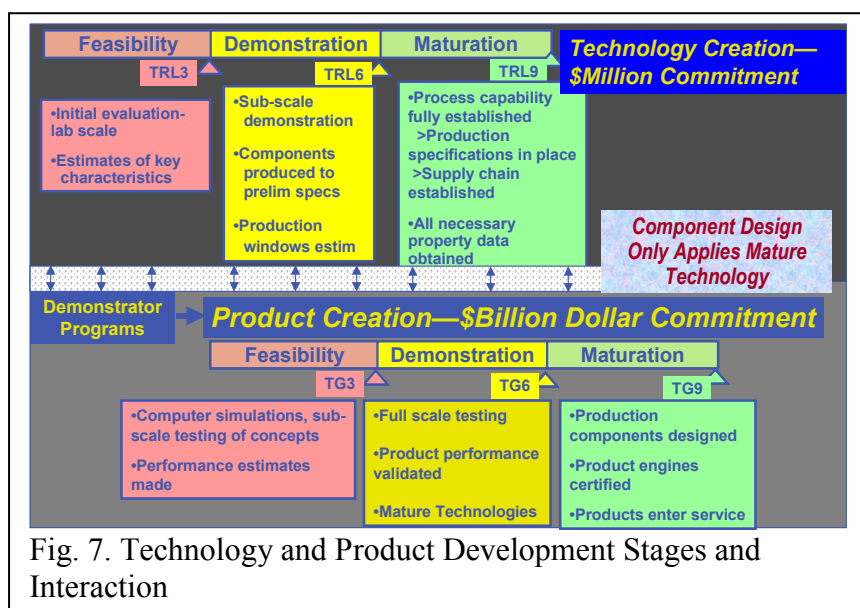 Feasibility Demonstration Maturation
Technology Creation—
$Million Commitment
TRL3 TRL6 TRL9
•Initial evaluation-
lab scale
•Estimates of key
characteristics
•Sub-scale
demonstration
•Components
produced to
prelim specs
•Production
windows estim
•Process capability
fully established
>Production
specifications in place
>Supply chain
established
•All necessary
property data
obtained
Component Design
Only Applies Mature
Technology
Demonstrator
Programs
Product Creation—$Billion Dollar Commitment
Feasibility Demonstration Maturation
TG3 TG6 TG9
•Computer simulations, sub-
scale testing of concepts
•Performance estimates
made
•Full scale testing
•Product performance
validated
•Mature Technologies
•Production
components designed
•Product engines
certified
•Products enter service
Fig. 7. Technology and Product Development Stages and
Interaction